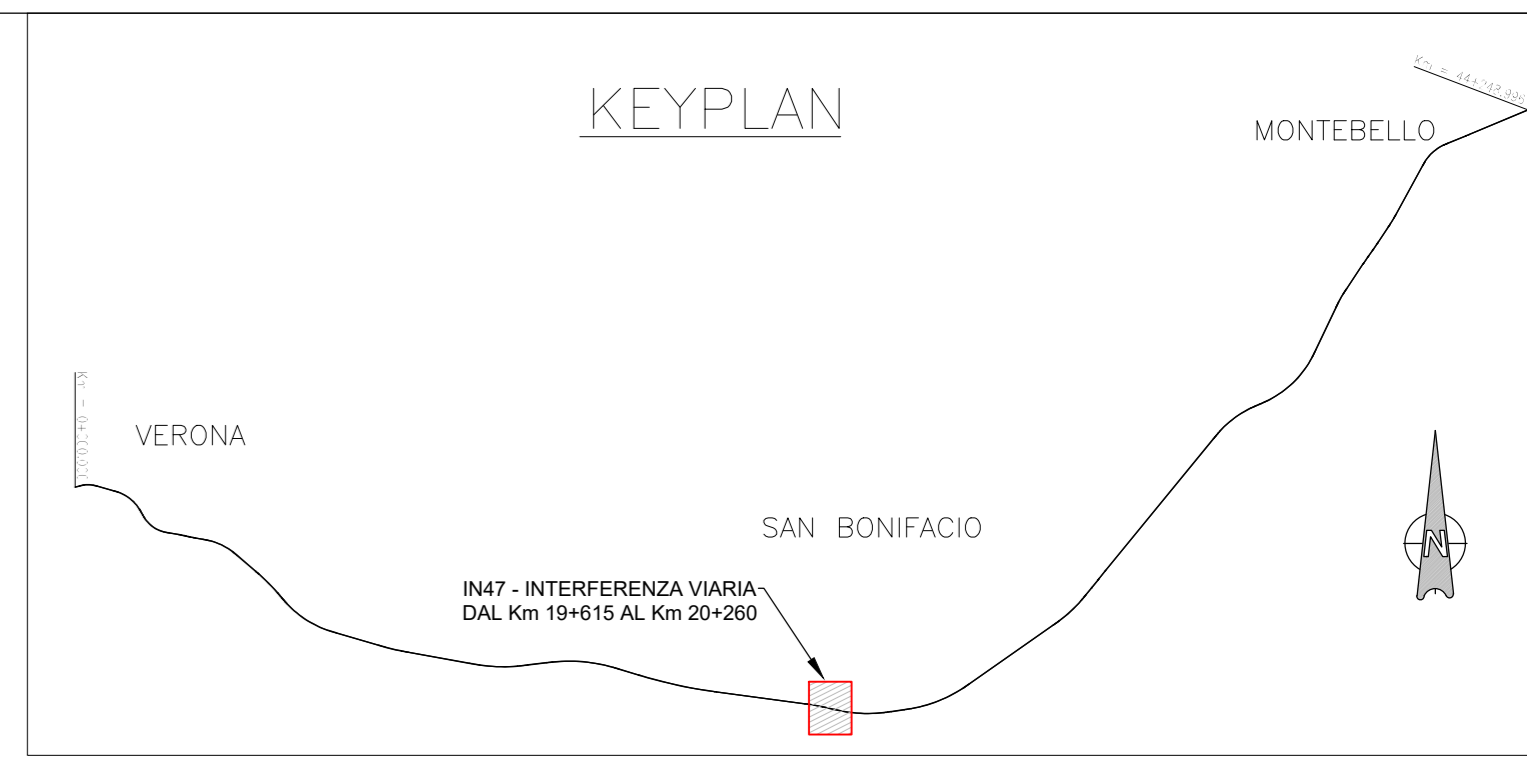 KEYPLAN
MONTEBELLO
VERONA
SAN BONIFACIO
IN47 - INTERFERENZA VIARIA
DAL Km 19+615 AL Km 20+260
N